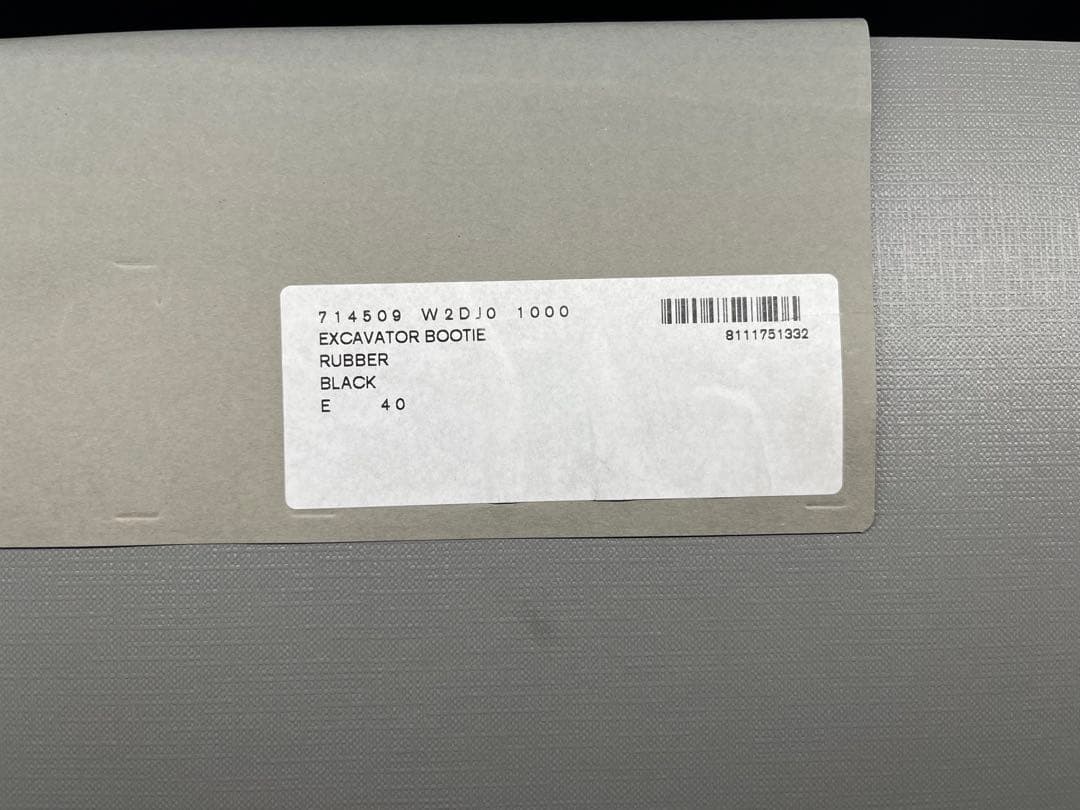 714509 W2DJ0 1000
EXCAVATOR BOOTIE
RUBBER
BLACK
E 40
8111751332